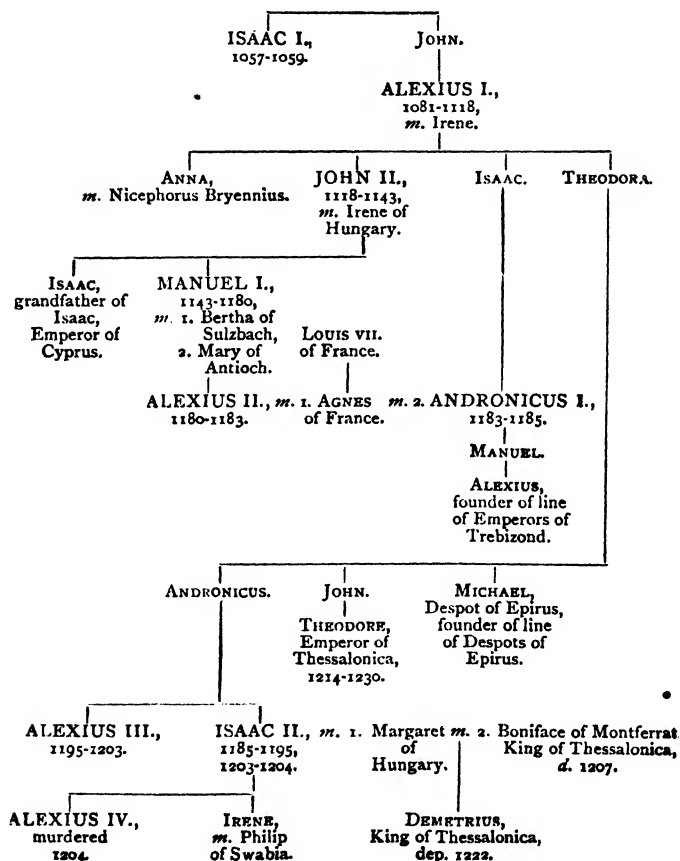 ISAAC I.,
1057-1059.
JOHN.
ALEXIUS I.,
1081-1118,
m. Irene.
ANNA,
m. Nicephorus Bryennius.
JOHN II.,
1118-1143,
m. Irene of
Hungary.
ISAAC.
THEODORA.
ISAAC,
grandfather of
Isaac,
Emperor of
Cyprus.
MANUEL I.,
1143-1180,
m. 1. Bertha of
Sulzbach,
2. Mary of
Antioch.
LOUIS VII.
of France.
ALEXIUS II., m. 1. AGNES m. 2. ANDRONICUS I.,
1180-1183. of France. 1183-1185.
MANUEL.
ALEXIUS,
founder of line
of Emperors of
Trebizond.
ANDRONICUS.
JOHN.
THEODORE,
Emperor of
Thessalonica,
1214-1230.
MICHAEL,
Despot of Epirus,
founder of line
of Despots of
Epirus.
ALEXIUS III.,
1195-1203.
ISAAC II., m. 1. Margaret m. 2. Boniface of Montferrat,
1185-1195, of King of Thessalonica,
1203-1204. Hungary. d. 1207.
ALEXIUS IV.,
murdered
1204.
IRENE,
m. Philip
of Swabia.
DEMETRIUS,
King of Thessalonica,
dep. 1222.